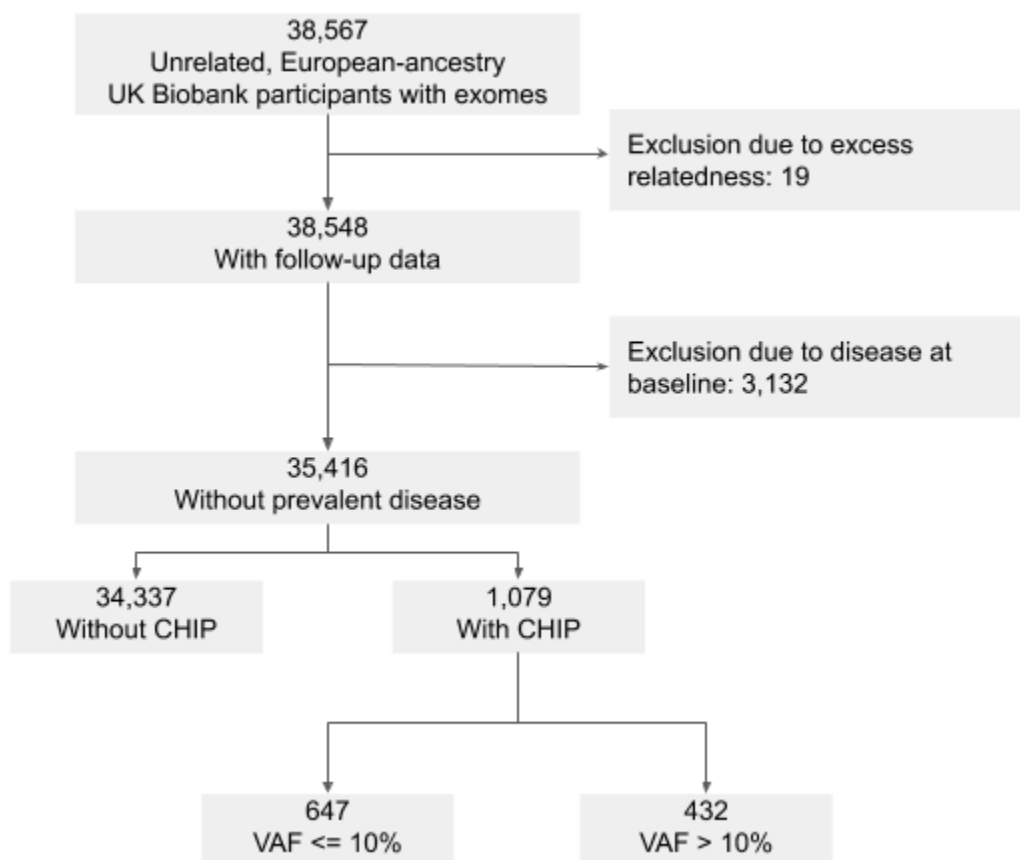 38,567
Unrelated, European-ancestry
UK Biobank participants with exomes
Exclusion due to excess
relatedness: 19
38,548
With follow-up data
Exclusion due to disease at
baseline: 3,132
35,416
Without prevalent disease
34,337
Without CHIP
1,079
With CHIP
647
VAF <= 10%
432
VAF > 10%